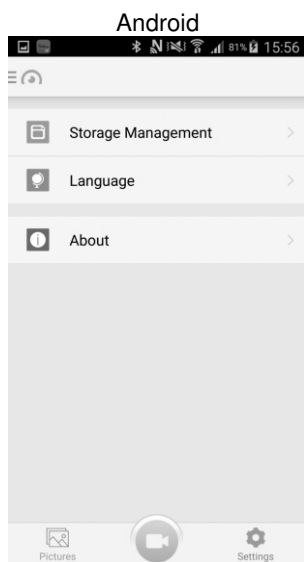 Android
81% 15:56
Storage Management
Language
About
Pictures
Settings